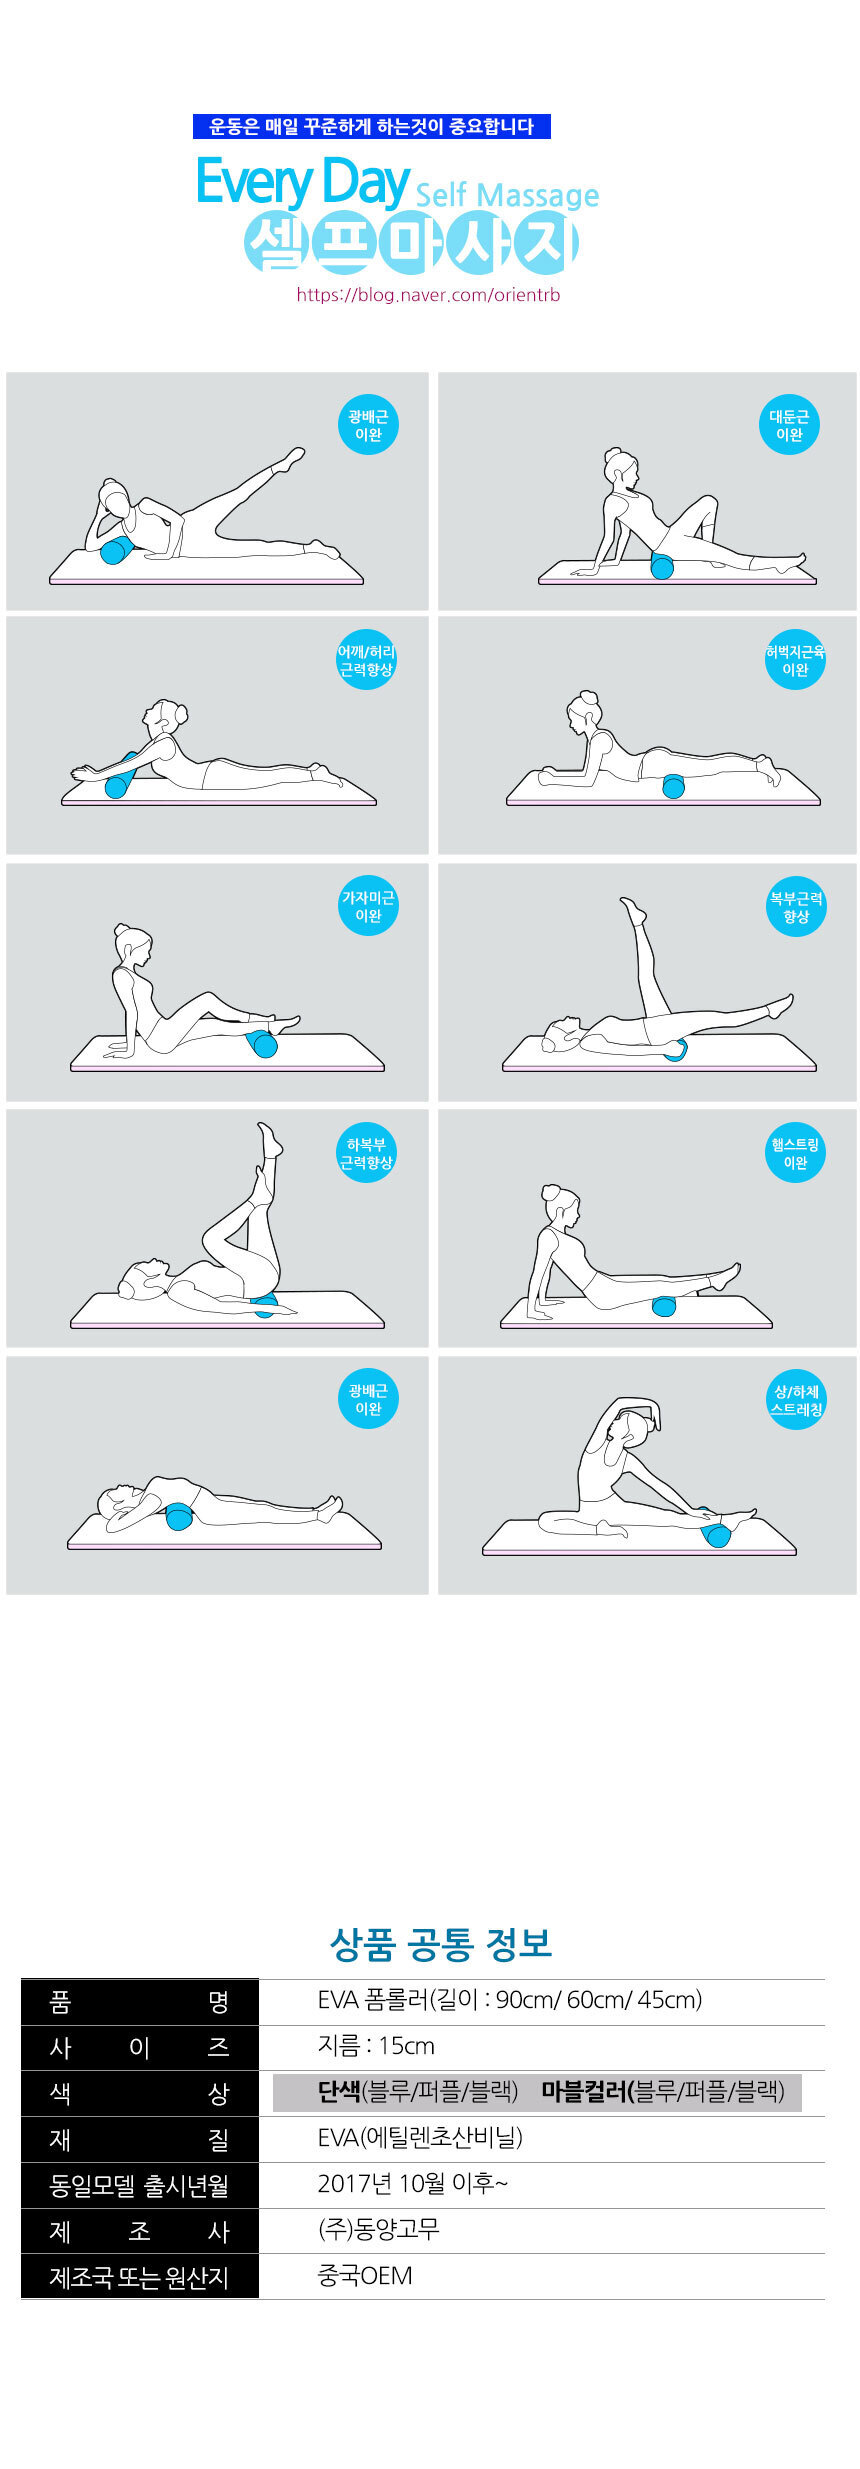 운동은 매일 꾸준하게 하는것이 중요합니다
Every Day Self Massage
셀프마사지
https://blog.naver.com/orientrb
광배근
이완
대둔근
이완
어깨/허리
근력향상
허벅지근육
이완
가자미근
이완
복부근력
향상
하복부
근력향상
햄스트링
이완
광배근
이완
상/하체
스트레칭
상품 공통 정보
품 명 EVA 폼롤러(길이 : 90cm/ 60cm/ 45cm)
사 이 즈 지름 : 15cm
색 상 단색(블루/퍼플/블랙) 마블컬러(블루/퍼플/블랙)
재 질 EVA(에틸렌초산비닐)
동일모델 출시년월 2017년 10월 이후~
제 조 사 (주)동양고무
제조국 또는 원산지 중국OEM